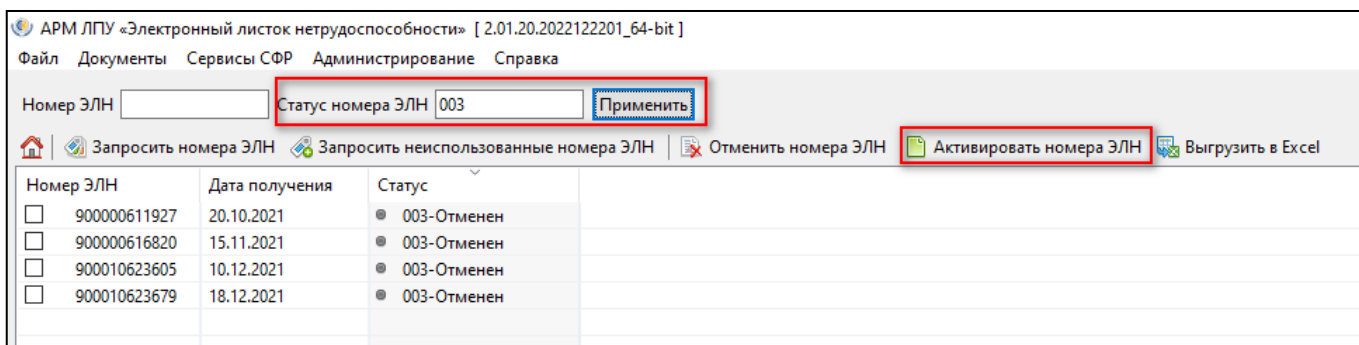 АРМ ЛПУ «Электронный листок нетрудоспособности» [ 2.01.20.2022122201_64-bit ]
Файл Документы Сервисы СФР Администрирование Справка
Номер ЭЛН Статус номера ЭЛН 003 Применить
Запросить номера ЭЛН Запросить неиспользованные номера ЭЛН Отменить номера ЭЛН Активировать номера ЭЛН Выгрузить в Excel
Номер ЭЛН Дата получения Статус
900000611927 20.10.2021 003-Отменен
900000616820 15.11.2021 003-Отменен
900010623605 10.12.2021 003-Отменен
900010623679 18.12.2021 003-Отменен